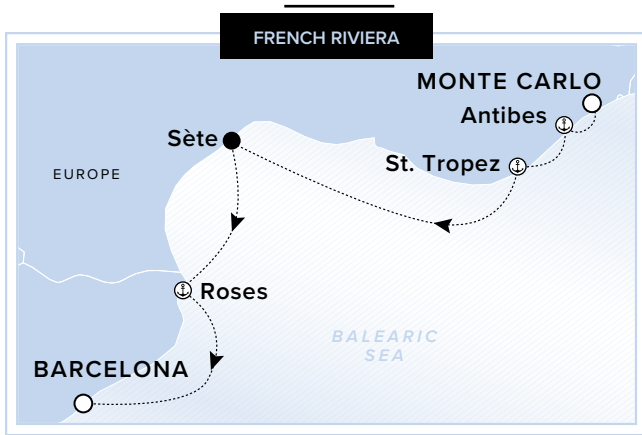 FRENCH RIVIERA
MONTE CARLO
Antibes
Sète
St. Tropez
EUROPE
Roses
BALEARIC
SEA
BARCELONA